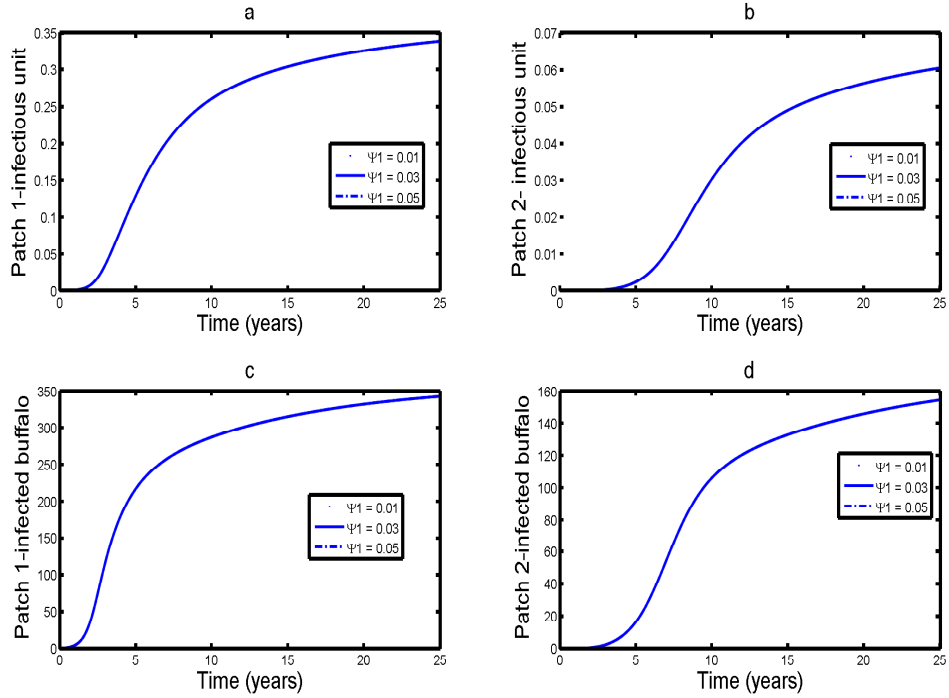 a
Patch 1-infectious unit
0.35
0.3
0.25
0.2
0.15
0.1
0.05
0
0 5 10 15 20 25
Time (years)
Ψ1 = 0.01
Ψ1 = 0.03
Ψ1 = 0.05
b
Patch 2- infectious unit
0.07
0.06
0.05
0.04
0.03
0.02
0.01
0
0 5 10 15 20 25
Time (years)
Ψ1 = 0.01
Ψ1 = 0.03
Ψ1 = 0.05
c
Patch 1-infected buffalo
350
300
250
200
150
100
50
0
0 5 10 15 20 25
Time (years)
Ψ1 = 0.01
Ψ1 = 0.03
Ψ1 = 0.05
d
Patch 2-infected buffalo
160
140
120
100
80
60
40
20
0
0 5 10 15 20 25
Time (years)
Ψ1 = 0.01
Ψ1 = 0.03
Ψ1 = 0.05